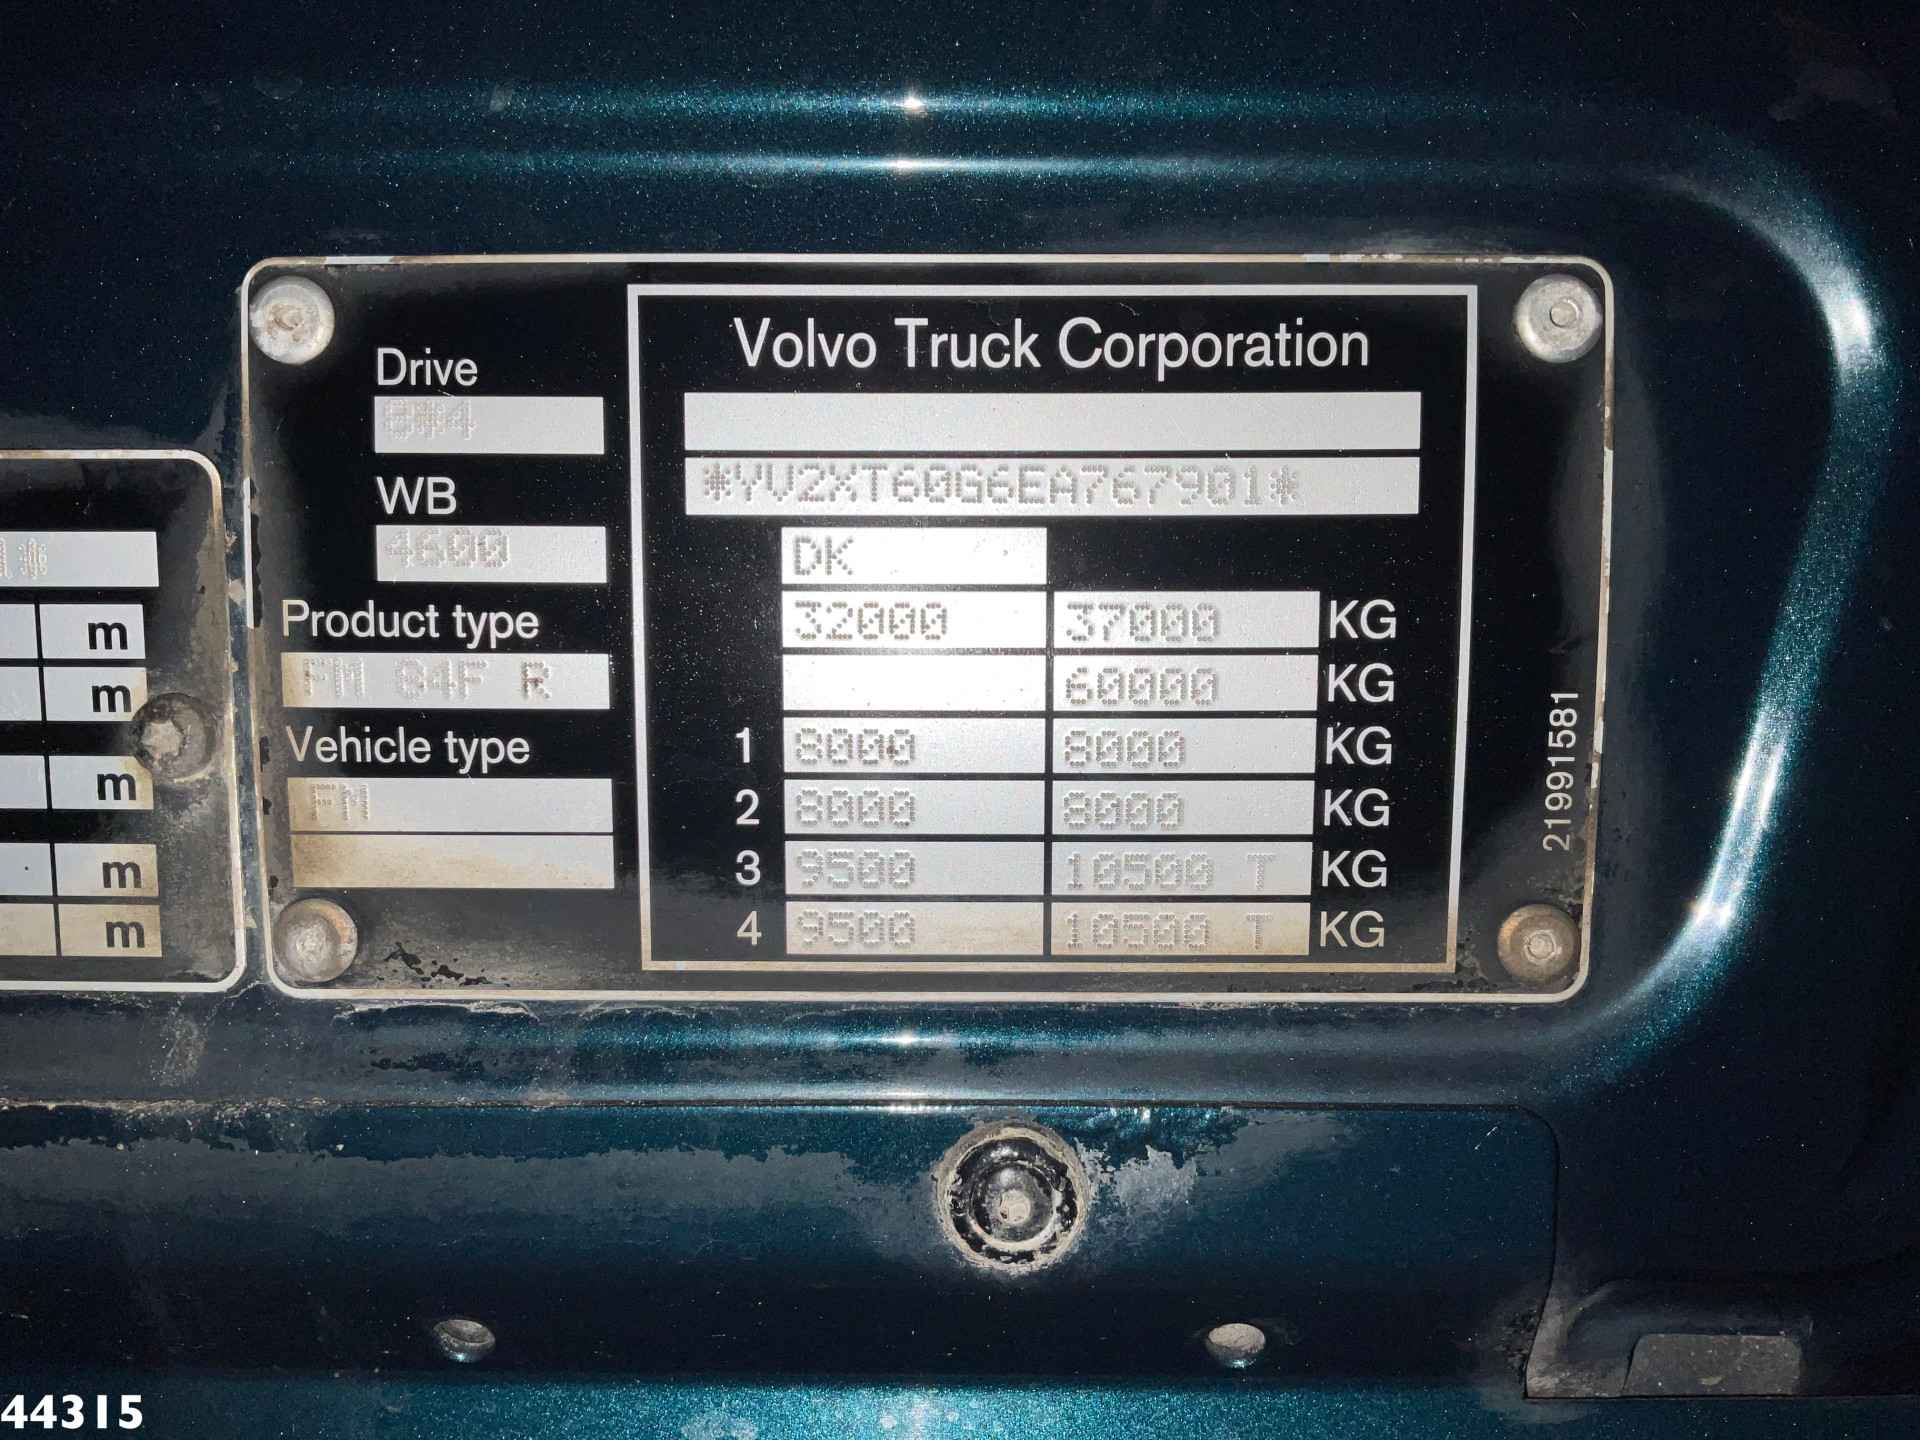 1*
m
m
m
m
m
Drive
8*4
WB
4600
Product type
FM 84F R
Vehicle type
Volvo Truck Corporation
*YV2XT60G6EA767901*
DK
32000 37000 KG
60000 KG
1 8000 8000 KG
2 8000 8000 KG
3 9500 10500 T KG
4 9500 10500 T KG
21991581
44315